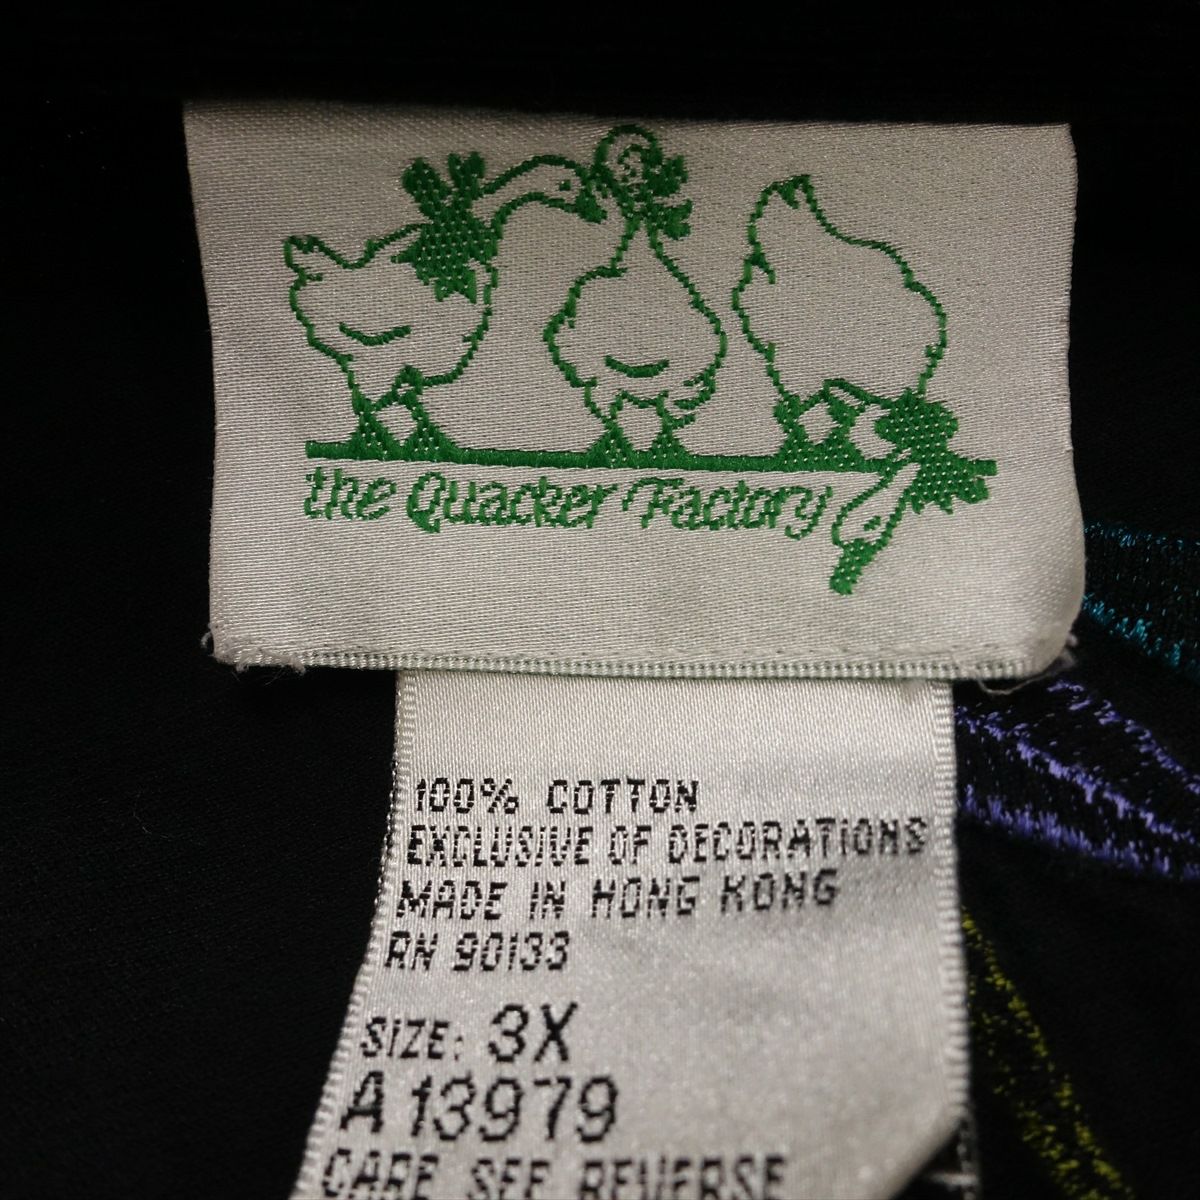 the Quacker Factory
100% COTTON
EXCLUSIVE OF DECORATIONS
MADE IN HONG KONG
RN 90133
SIZE: 3X
A 13979
CARE SEE REVERSE